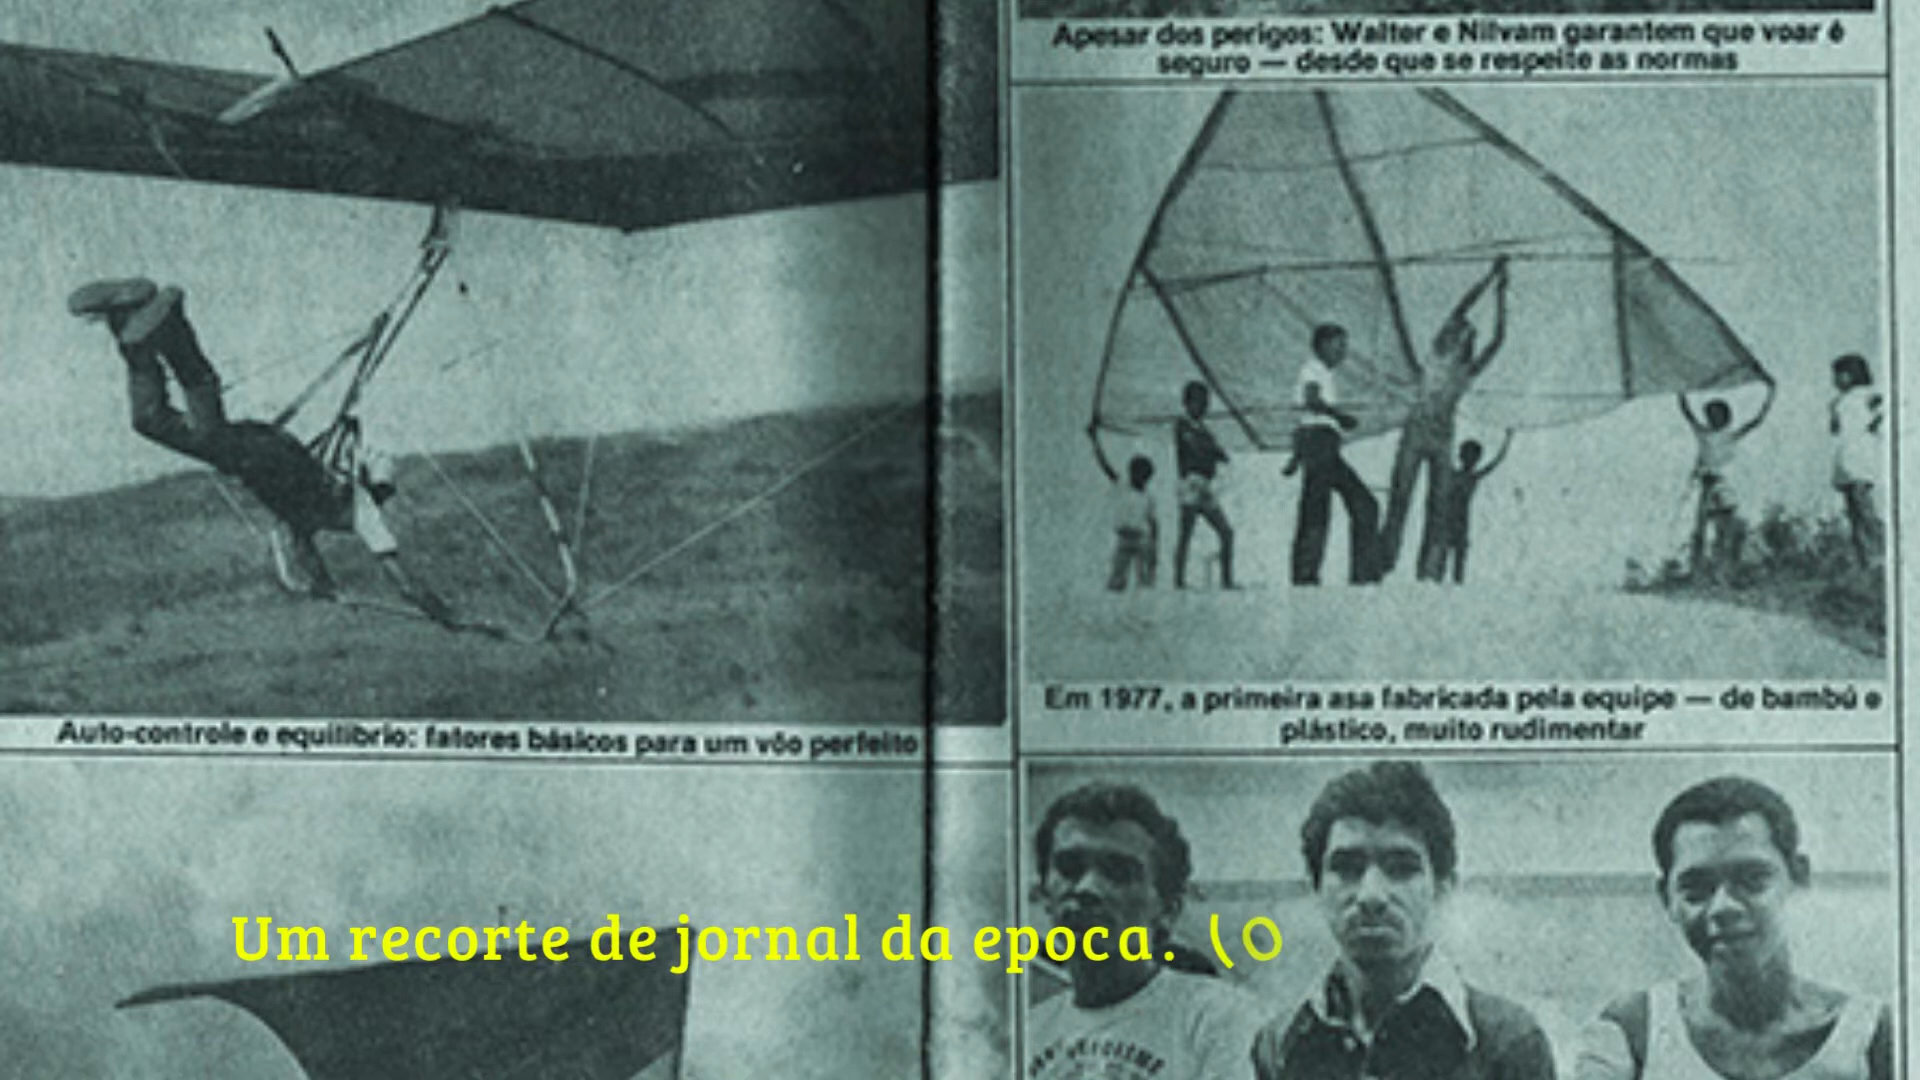 Apesar dos perigos: Walter e Nilvam garantem que voar é
seguro — desde que se respeite as normas
Em 1977, a primeira asa fabricada pela equipe — de bambú e
plástico, muito rudimentar
Auto-controle e equilíbrio: fatores básicos para um vôo perfeito
Um recorte de jornal da epoca. (O